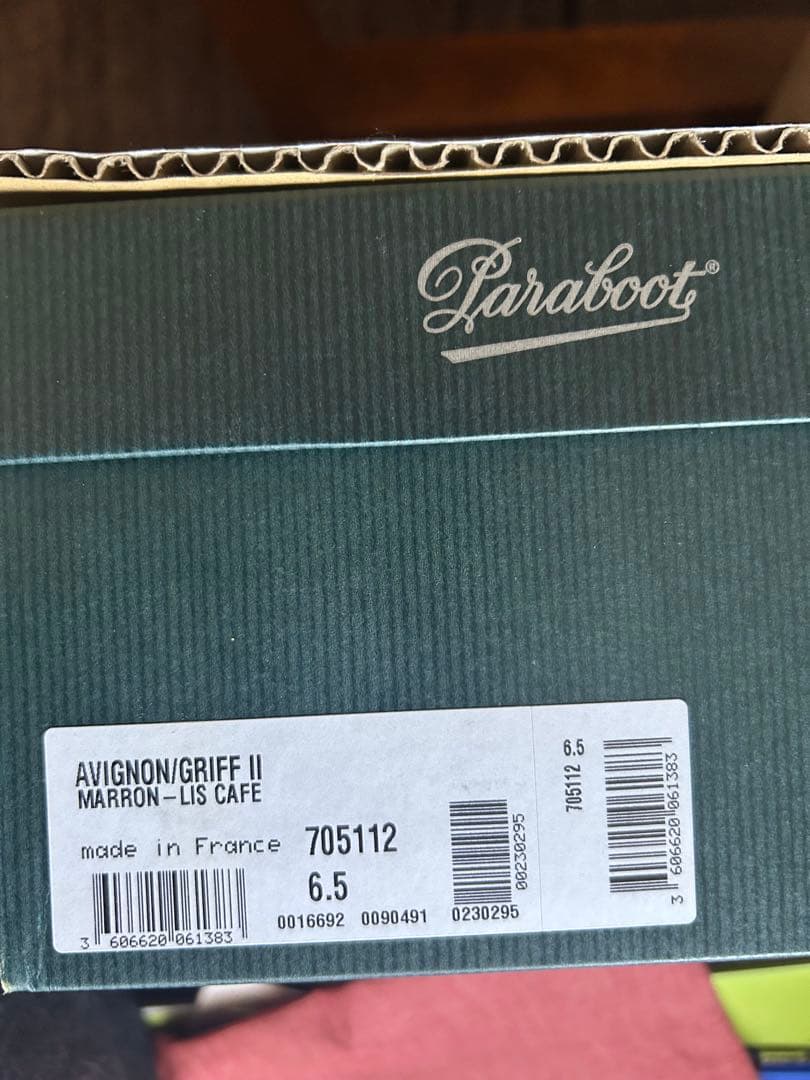 Paraboot®
AVIGNON/GRIFF II
MARRON-LIS CAFE
made in France 705112
6.5
3 606620 061383
0016692 0090491 0230295
00230295
705112 6.5
3 606620 061383